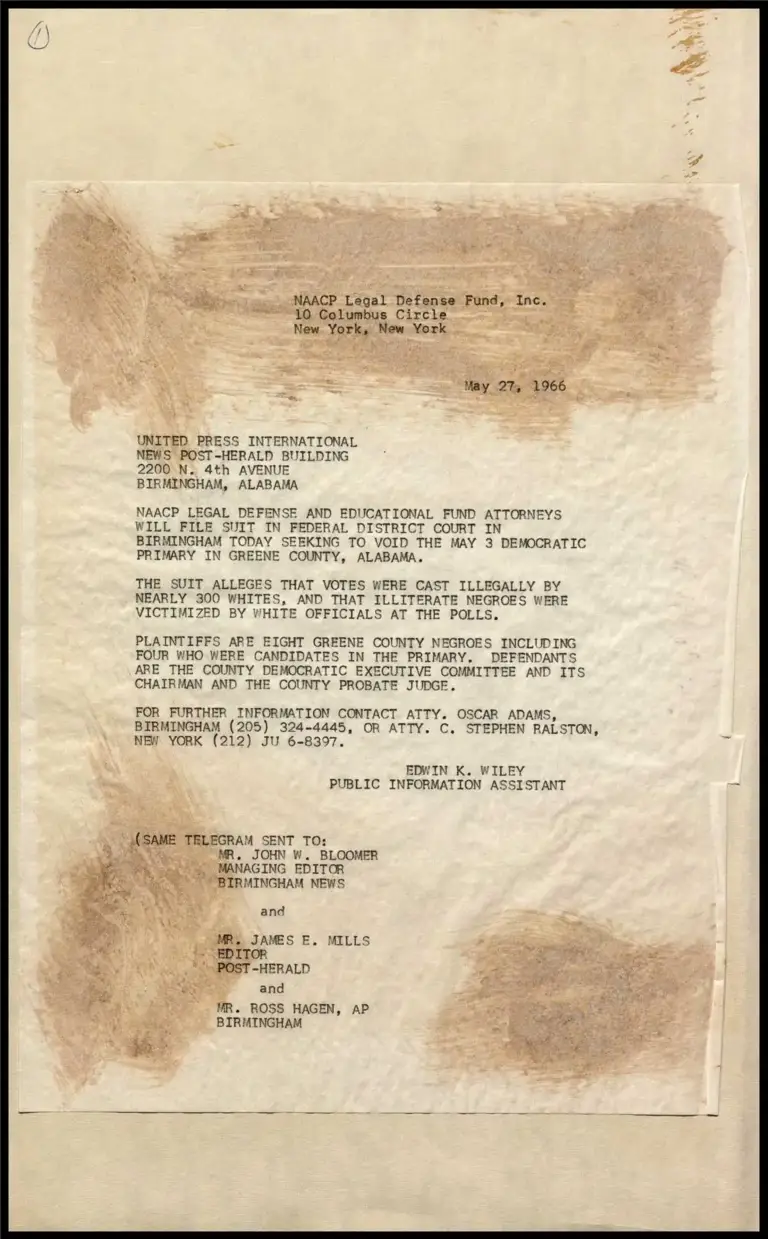 1
NAACP Legal Defense Fund, Inc.
10 Columbus Circle
New York, New York
May 27, 1966
UNITED PRESS INTERNATIONAL
NEWS POST-HERALD BUILDING
2200 N. 4th AVENUE
BIRMINGHAM, ALABAMA
NAACP LEGAL DEFENSE AND EDUCATIONAL FUND ATTORNEYS
WILL FILE SUIT IN FEDERAL DISTRICT COURT IN
BIRMINGHAM TODAY SEEKING TO VOID THE MAY 3 DEMOCRATIC
PRIMARY IN GREENE COUNTY, ALABAMA.
THE SUIT ALLEGES THAT VOTES WERE CAST ILLEGALLY BY
NEARLY 300 WHITES, AND THAT ILLITERATE NEGROES WERE
VICTIMIZED BY WHITE OFFICIALS AT THE POLLS.
PLAINTIFFS ARE EIGHT GREENE COUNTY NEGROES INCLUDING
FOUR WHO WERE CANDIDATES IN THE PRIMARY. DEFENDANTS
ARE THE COUNTY DEMOCRATIC EXECUTIVE COMMITTEE AND ITS
CHAIRMAN AND THE COUNTY PROBATE JUDGE.
FOR FURTHER INFORMATION CONTACT ATTY. OSCAR ADAMS,
BIRMINGHAM (205) 324-4445, OR ATTY. C. STEPHEN RALSTON,
NEW YORK (212) JU 6-8397.
EDWIN K. WILEY
PUBLIC INFORMATION ASSISTANT
(SAME TELEGRAM SENT TO:
MR. JOHN W. BLOOMER
MANAGING EDITOR
BIRMINGHAM NEWS
and
MR. JAMES E. MILLS
EDITOR
POST-HERALD
and
MR. ROSS HAGEN, AP
BIRMINGHAM